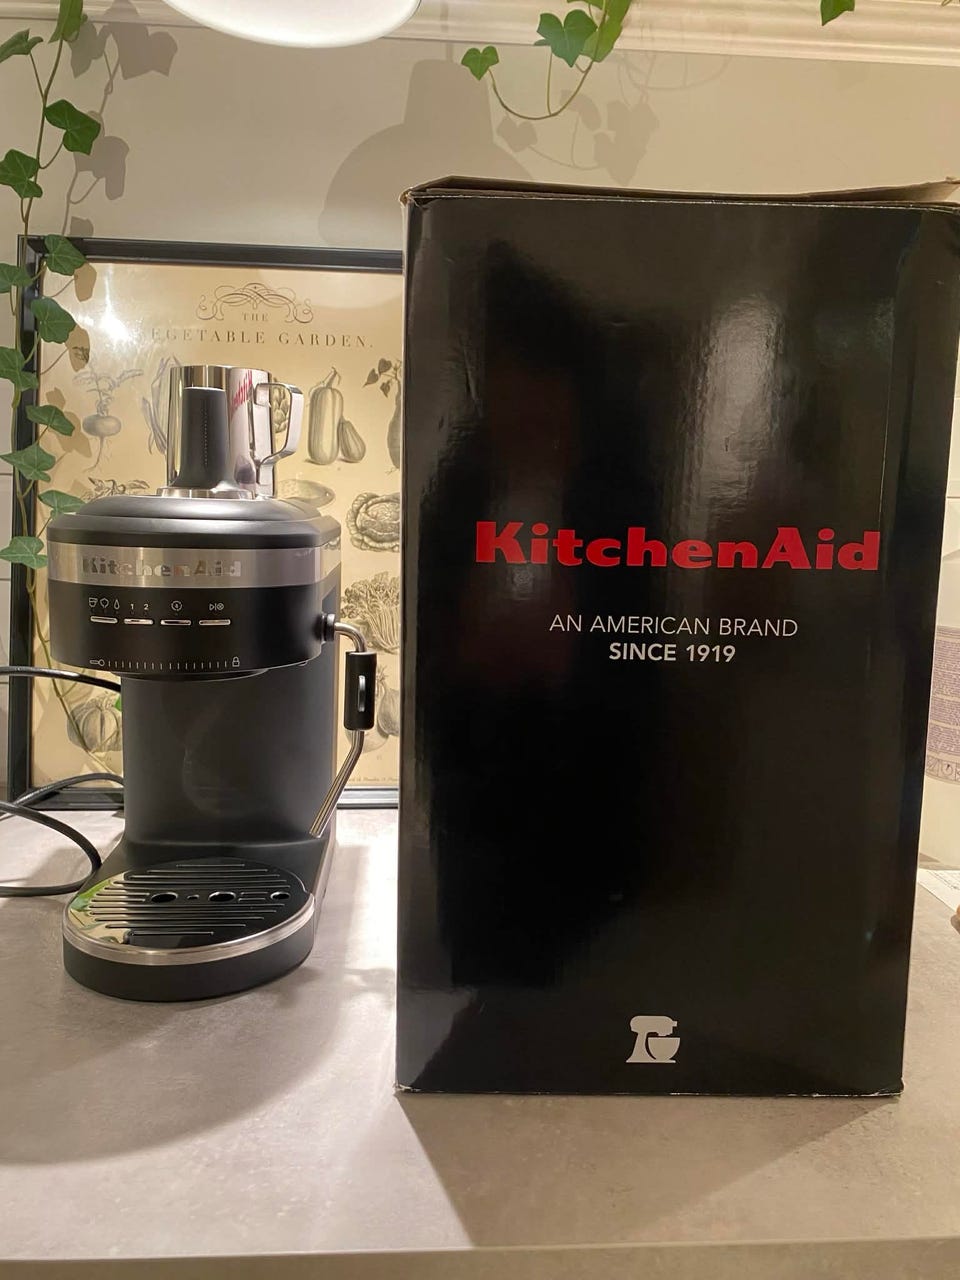 THE
EGETABLE GARDEN.
KitchenAid
1 2
KitchenAid
AN AMERICAN BRAND
SINCE 1919